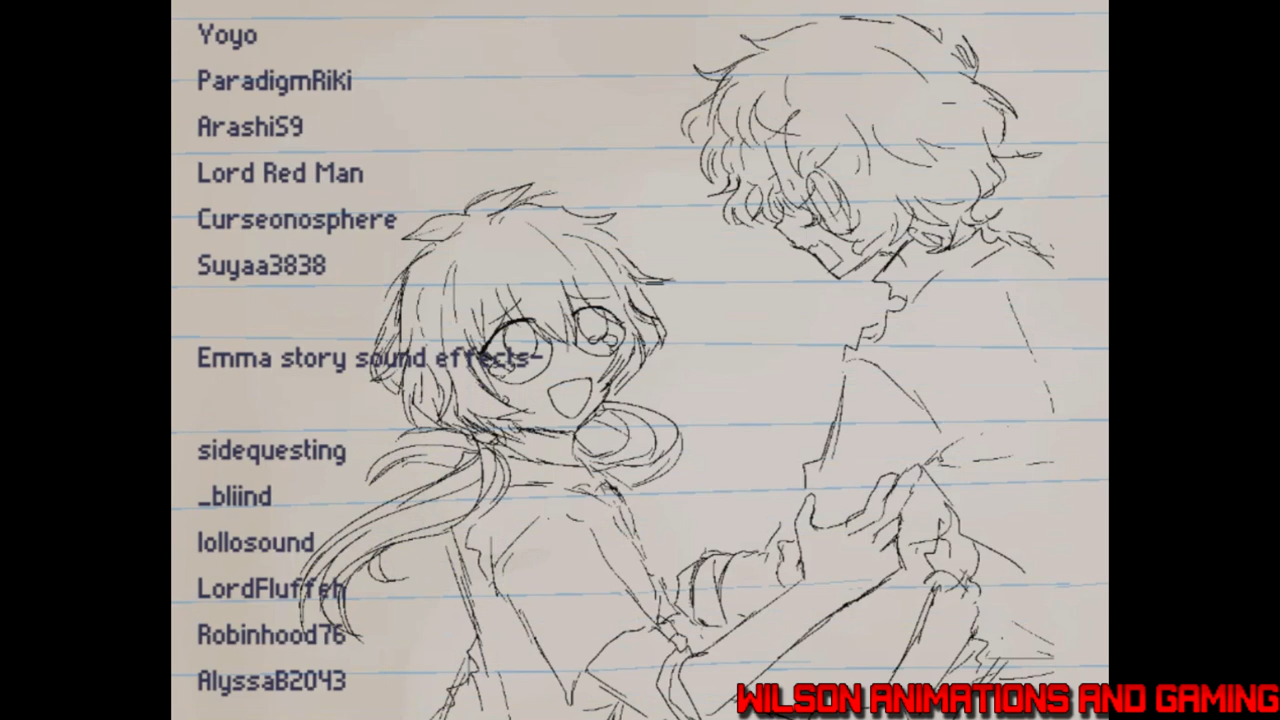 Yoyo
ParadigmRiki
ArashiS9
Lord Red Man
Curseonosphere
Suyaa3838
Emma story sound effects-
sidequesting
_bliind
lollosound
LordFluffeh
Robinhood76
AlyssaB2043
WILSON ANIMATIONS AND GAMING